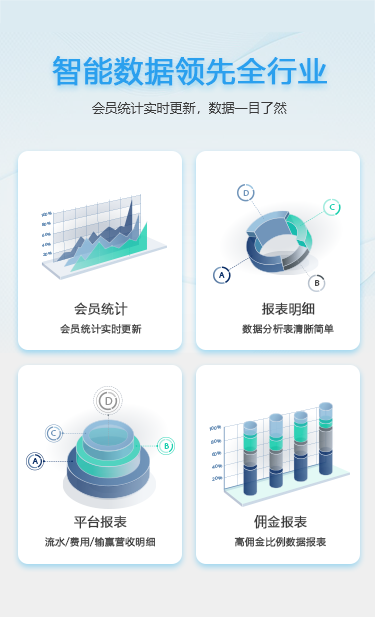 智能数据领先全行业
会员统计实时更新，数据一目了然
100%
80%
60%
40%
20%
会员统计
会员统计实时更新
D
C
A
B
报表明细
数据分析表清晰简单
D
C
B
A
平台报表
流水/费用/输赢营收明细
100%
80%
60%
40%
20%
佣金报表
高佣金比例数据报表